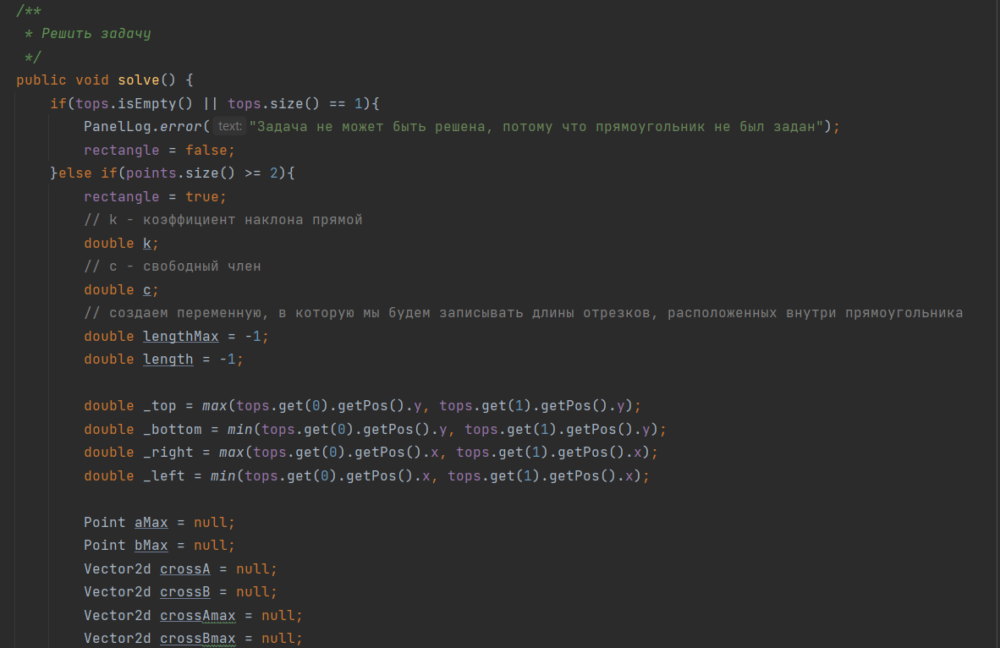 /**
 * Решить задачу
 */
public void solve() {
    if(tops.isEmpty() || tops.size() == 1){
        PanelLog.error( text: "Задача не может быть решена, потому что прямоугольник не был задан");
        rectangle = false;
    }else if(points.size() >= 2){
        rectangle = true;
        // k - коэффициент наклона прямой
        double k;
        // c - свободный член
        double c;
        // создаем переменную, в которую мы будем записывать длины отрезков, расположенных внутри прямоугольника
        double lengthMax = -1;
        double length = -1;

        double _top = max(tops.get(0).getPos().y, tops.get(1).getPos().y);
        double _bottom = min(tops.get(0).getPos().y, tops.get(1).getPos().y);
        double _right = max(tops.get(0).getPos().x, tops.get(1).getPos().x);
        double _left = min(tops.get(0).getPos().x, tops.get(1).getPos().x);

        Point aMax = null;
        Point bMax = null;
        Vector2d crossA = null;
        Vector2d crossB = null;
        Vector2d crossAmax = null;
        Vector2d crossBmax = null;